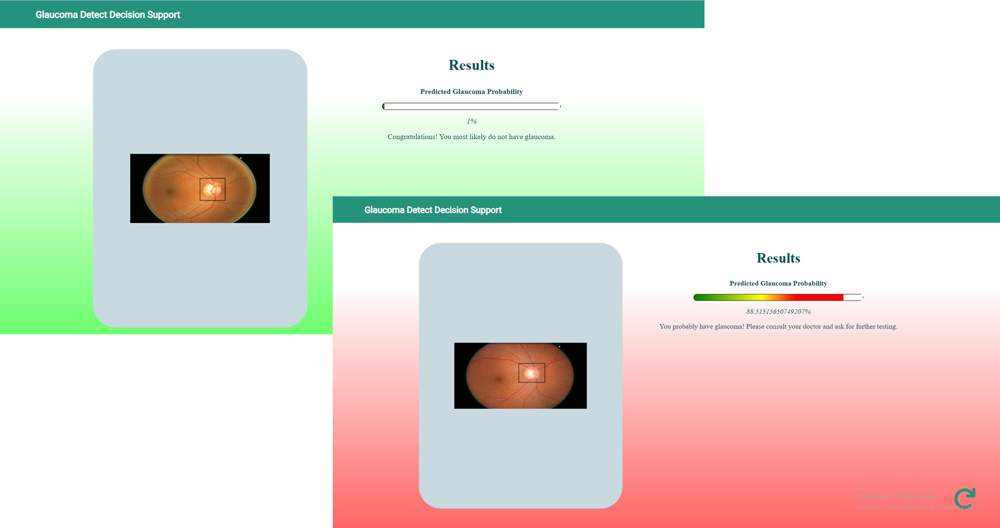 Glaucoma Detect Decision Support
Results
Predicted Glaucoma Probability
1%
Congratulations! You most likely do not have glaucoma.
Glaucoma Detect Decision Support
Results
Predicted Glaucoma Probability
88.51515650749207%
You probably have glaucoma! Please consult your doctor and ask for further testing.
Windows'u Etkinleştir